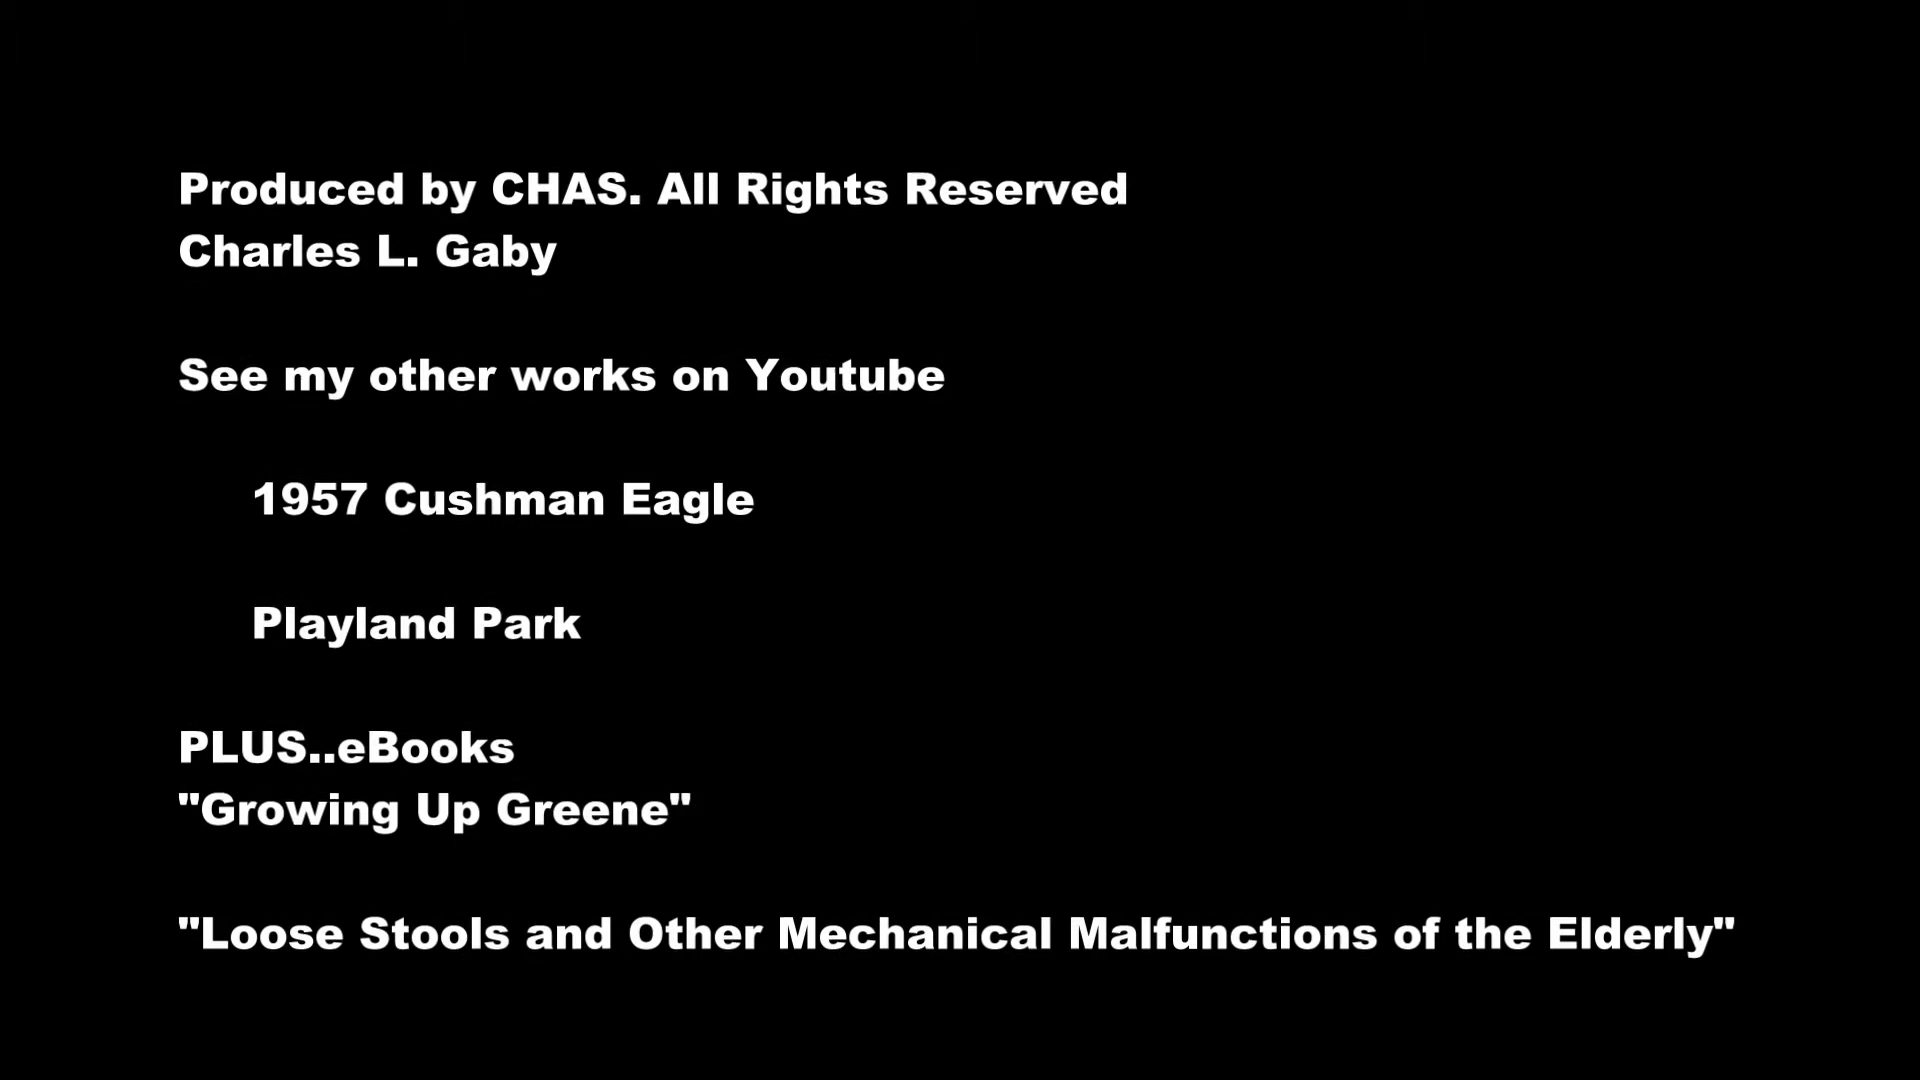 Produced by CHAS. All Rights Reserved
Charles L. Gaby
See my other works on Youtube
1957 Cushman Eagle
Playland Park
PLUS..eBooks
"Growing Up Greene"
"Loose Stools and Other Mechanical Malfunctions of the Elderly"